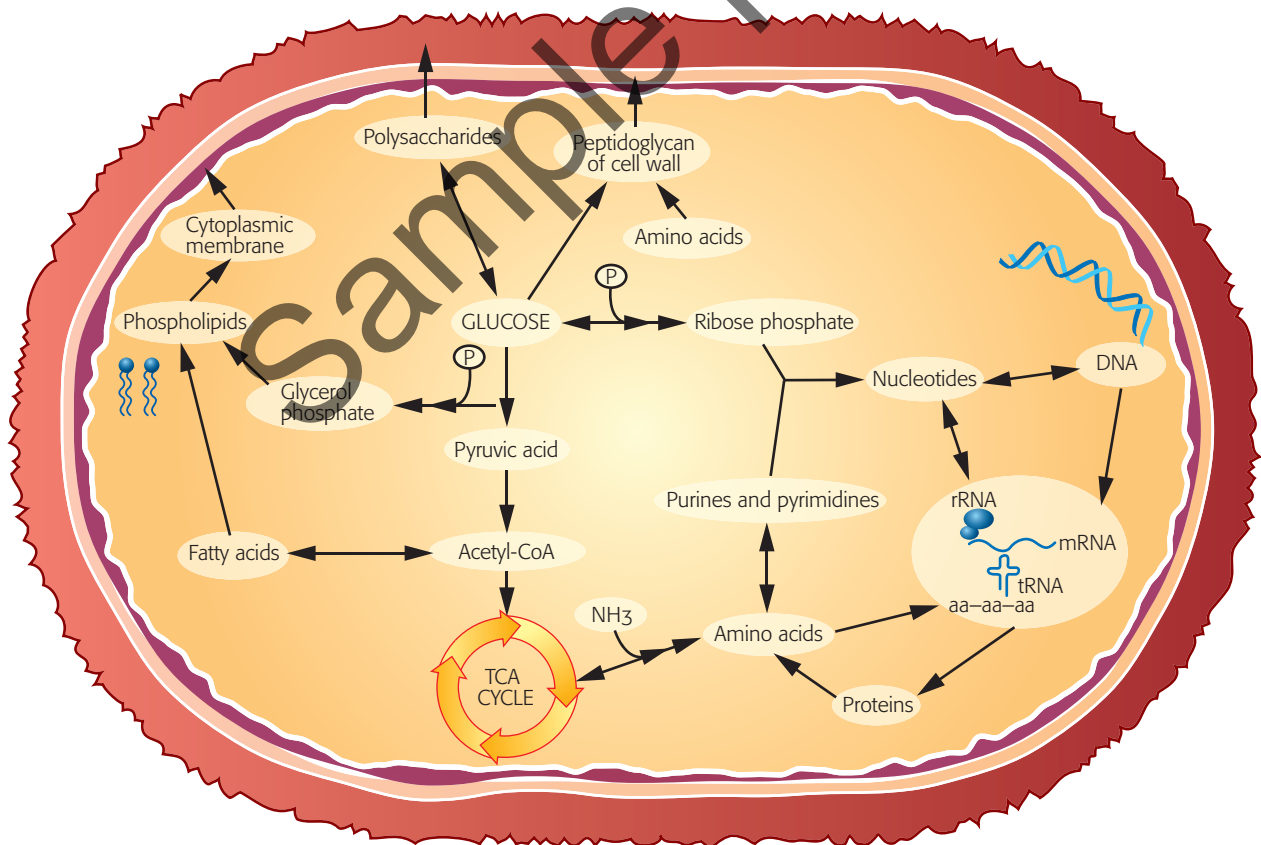 Sample
Polysaccharides
Peptidoglycan
of cell wall
Cytoplasmic
membrane
Amino acids
P
Phospholipids
GLUCOSE
Ribose phosphate
P
DNA
Nucleotides
Glycerol
phosphate
Pyruvic acid
Purines and pyrimidines
rRNA
mRNA
Fatty acids
Acetyl-CoA
tRNA
aa–aa–aa
NH3
Amino acids
TCA
CYCLE
Proteins